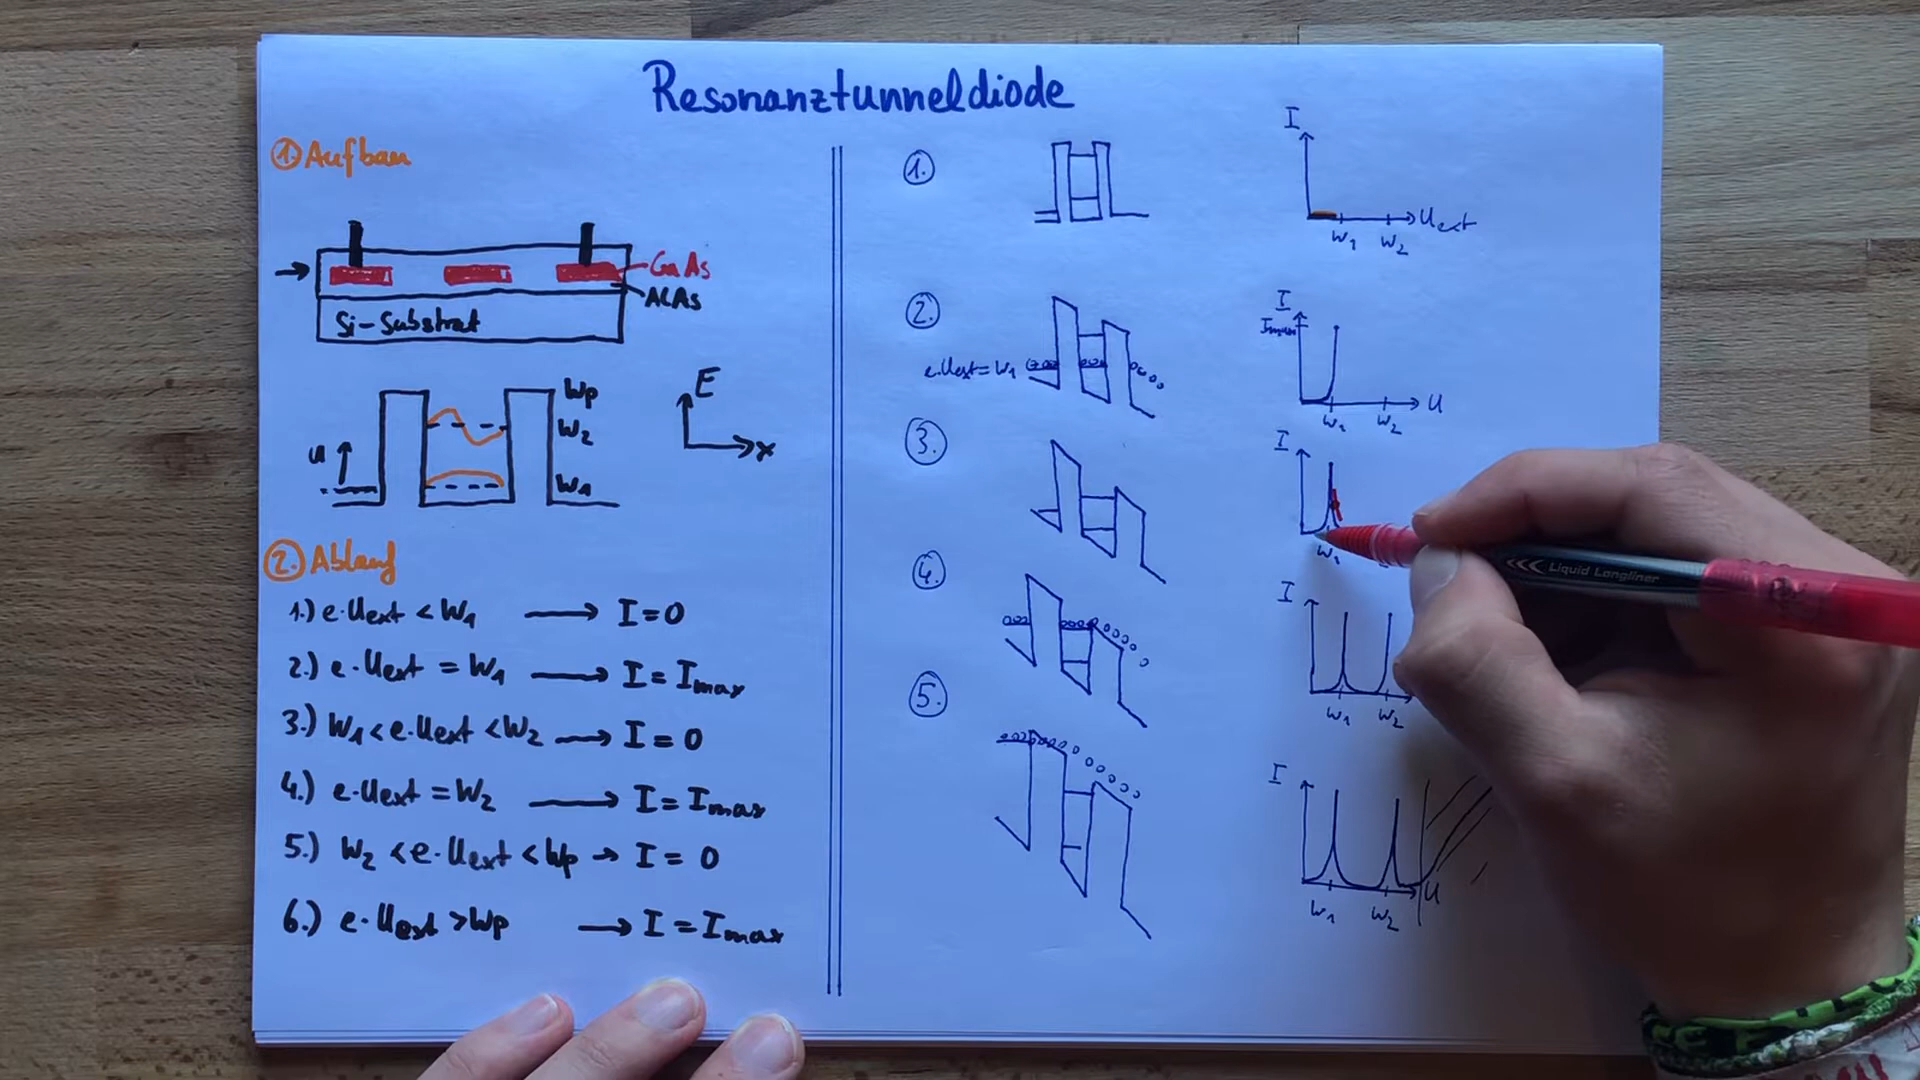 Resonanztunneldiode
① Aufbau
GaAs
AlAs
Si-Substrat
Wp
W₂
W₁
U
E
x
② Ablauf
1.) e·Uext < W₁ → I=0
2.) e·Uext = W₁ → I=Imax
3.) W₁<e·Uext <W₂ → I=0
4.) e·Uext = W₂ → I=Imax
5.) W₂ <e·Uext < Wp → I=0
6.) e·Uext >Wp → I=Imax
1.
I
Uext
W₁ W₂
2.
e·Uext=W₁
I
Imax
U
W₁ W₂
3.
I
W₁
4.
I
W₁ W₂
5.
I
U
W₁ W₂
Liquid Longliner